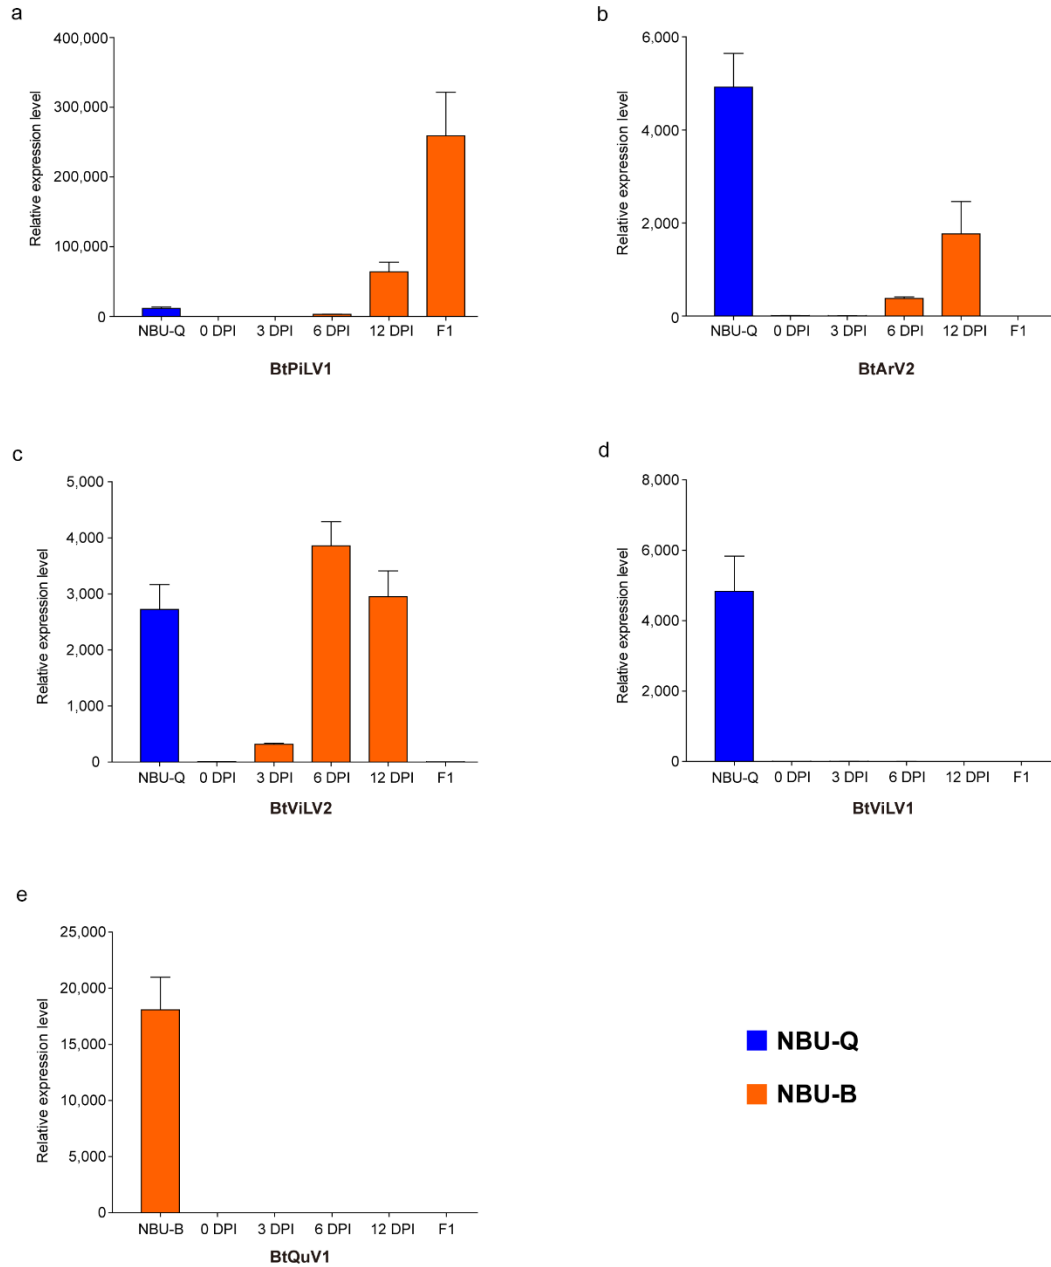 a
Relative expression level
400,000
300,000
200,000
100,000
0
NBU-Q 0 DPI 3 DPI 6 DPI 12 DPI F1
BtPiLV1
b
Relative expression level
6,000
4,000
2,000
0
NBU-Q 0 DPI 3 DPI 6 DPI 12 DPI F1
BtArV2
c
Relative expression level
5,000
4,000
3,000
2,000
1,000
0
NBU-Q 0 DPI 3 DPI 6 DPI 12 DPI F1
BtViLV2
d
Relative expression level
8,000
6,000
4,000
2,000
0
NBU-Q 0 DPI 3 DPI 6 DPI 12 DPI F1
BtViLV1
e
Relative expression level
25,000
20,000
15,000
10,000
5,000
0
NBU-B 0 DPI 3 DPI 6 DPI 12 DPI F1
BtQuV1
NBU-Q
NBU-B